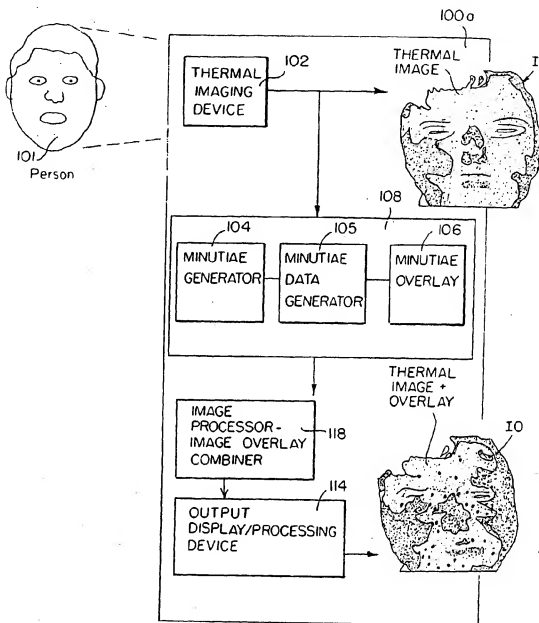 100a
102
THERMAL IMAGE
I
THERMAL
IMAGING
DEVICE
101
Person
108
104
105
106
MINUTIAE
GENERATOR
MINUTIAE
DATA
GENERATOR
MINUTIAE
OVERLAY
THERMAL
IMAGE +
OVERLAY
IO
IMAGE
PROCESSOR-
IMAGE OVERLAY
COMBINER
118
114
OUTPUT
DISPLAY/PROCESSING
DEVICE